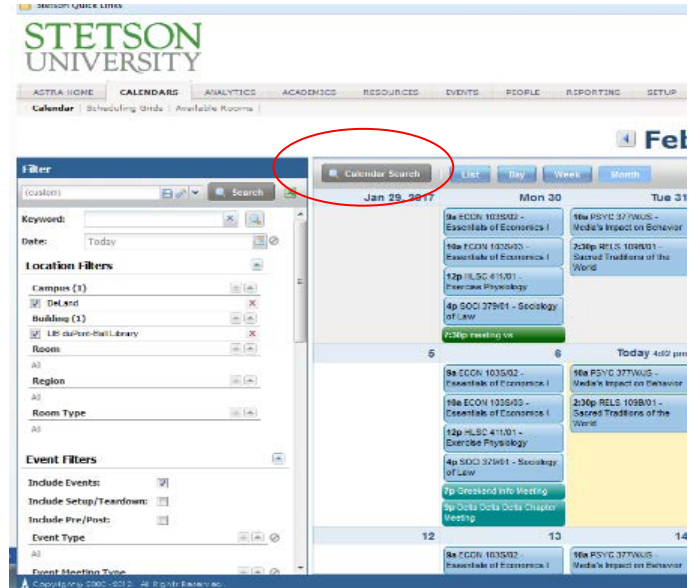 Stetson Quick Links
STETSON
UNIVERSITY
ASTRA HOME CALENDARS ANALYTICS ACADEMICS RESOURCES EVENTS PEOPLE REPORTING SETUP
Calendar Scheduling Grids Available Rooms
Feb
Filter
(custom) Search
Keyword:
Date: Today
Location Filters
Campus (1)
DeLand
Building (1)
LIB duPont-Ball Library
Room
All
Region
All
Room Type
All
Event Filters
Include Events:
Include Setup/Teardown:
Include Pre/Post:
Event Type
All
Event Meeting Type
Calendar Search List Day Week Month
Jan 29, 2017 Mon 30 Tue 31
9a ECON 103S/02 -
Essentials of Economics I
10a ECON 103S/03 -
Essentials of Economics I
12p HLSC 411/01 -
Exercise Physiology
4p SOCI 379/01 - Sociology
of Law
7:30p meeting vs
10a PSYC 377WJS -
Media's Impact on Behavior
2:30p RELS 109B/01 -
Sacred Traditions of the
World
5 6 Today 4:02 pm
9a ECON 103S/02 -
Essentials of Economics I
10a ECON 103S/03 -
Essentials of Economics I
12p HLSC 411/01 -
Exercise Physiology
4p SOCI 379/01 - Sociology
of Law
7p Greekend Info Meeting
9p Delta Delta Delta Chapter
Meeting
10a PSYC 377WJS -
Media's Impact on Behavior
2:30p RELS 109B/01 -
Sacred Traditions of the
World
12 13 14
9a ECON 103S/02 -
Essentials of Economics I
10a PSYC 377WJS -
Media's Impact on Behavior
Copyright © 2000 -2012. All Rights Reserved.